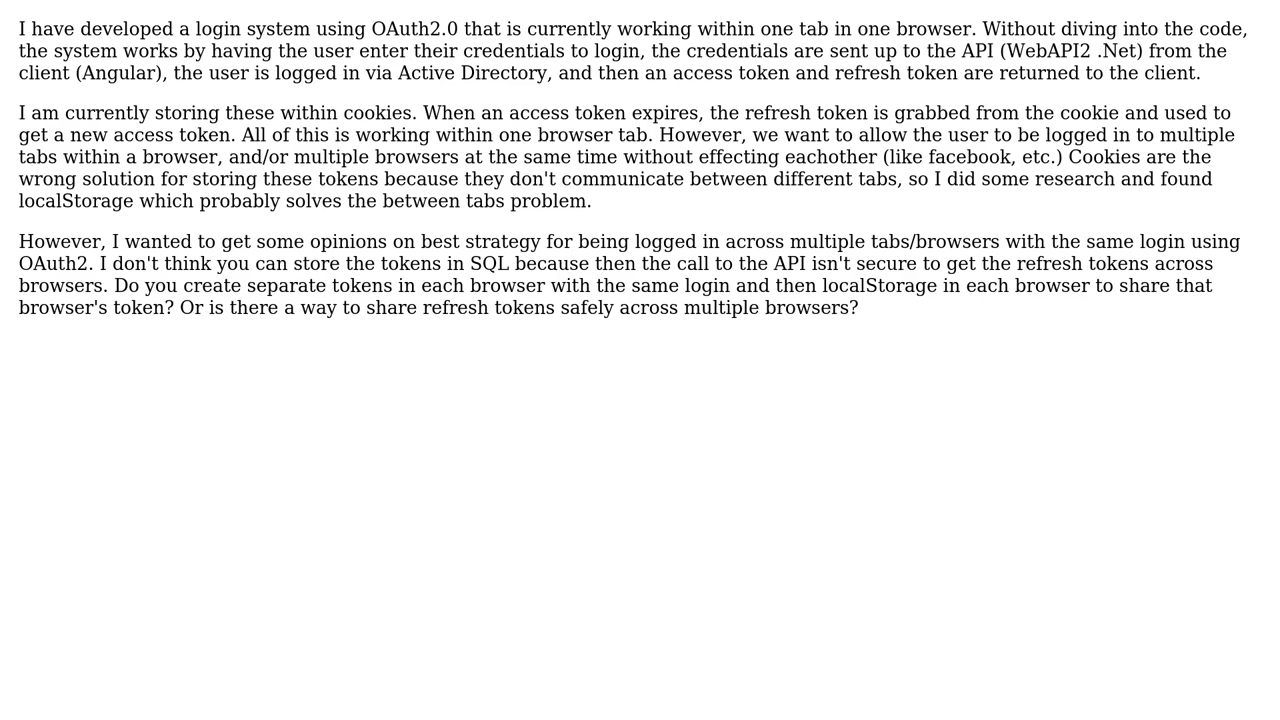 I have developed a login system using OAuth2.0 that is currently working within one tab in one browser. Without diving into the code,
the system works by having the user enter their credentials to login, the credentials are sent up to the API (WebAPI2 .Net) from the
client (Angular), the user is logged in via Active Directory, and then an access token and refresh token are returned to the client.
I am currently storing these within cookies. When an access token expires, the refresh token is grabbed from the cookie and used to
get a new access token. All of this is working within one browser tab. However, we want to allow the user to be logged in to multiple
tabs within a browser, and/or multiple browsers at the same time without effecting eachother (like facebook, etc.) Cookies are the
wrong solution for storing these tokens because they don't communicate between different tabs, so I did some research and found
localStorage which probably solves the between tabs problem.
However, I wanted to get some opinions on best strategy for being logged in across multiple tabs/browsers with the same login using
OAuth2. I don't think you can store the tokens in SQL because then the call to the API isn't secure to get the refresh tokens across
browsers. Do you create separate tokens in each browser with the same login and then localStorage in each browser to share that
browser's token? Or is there a way to share refresh tokens safely across multiple browsers?